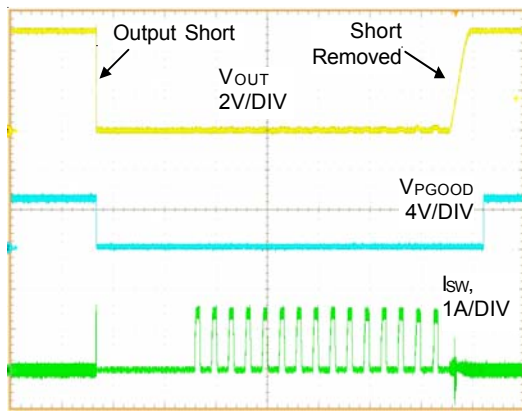 Output Short
Short
Removed
VOUT
2V/DIV
VPGOOD
4V/DIV
ISW,
1A/DIV